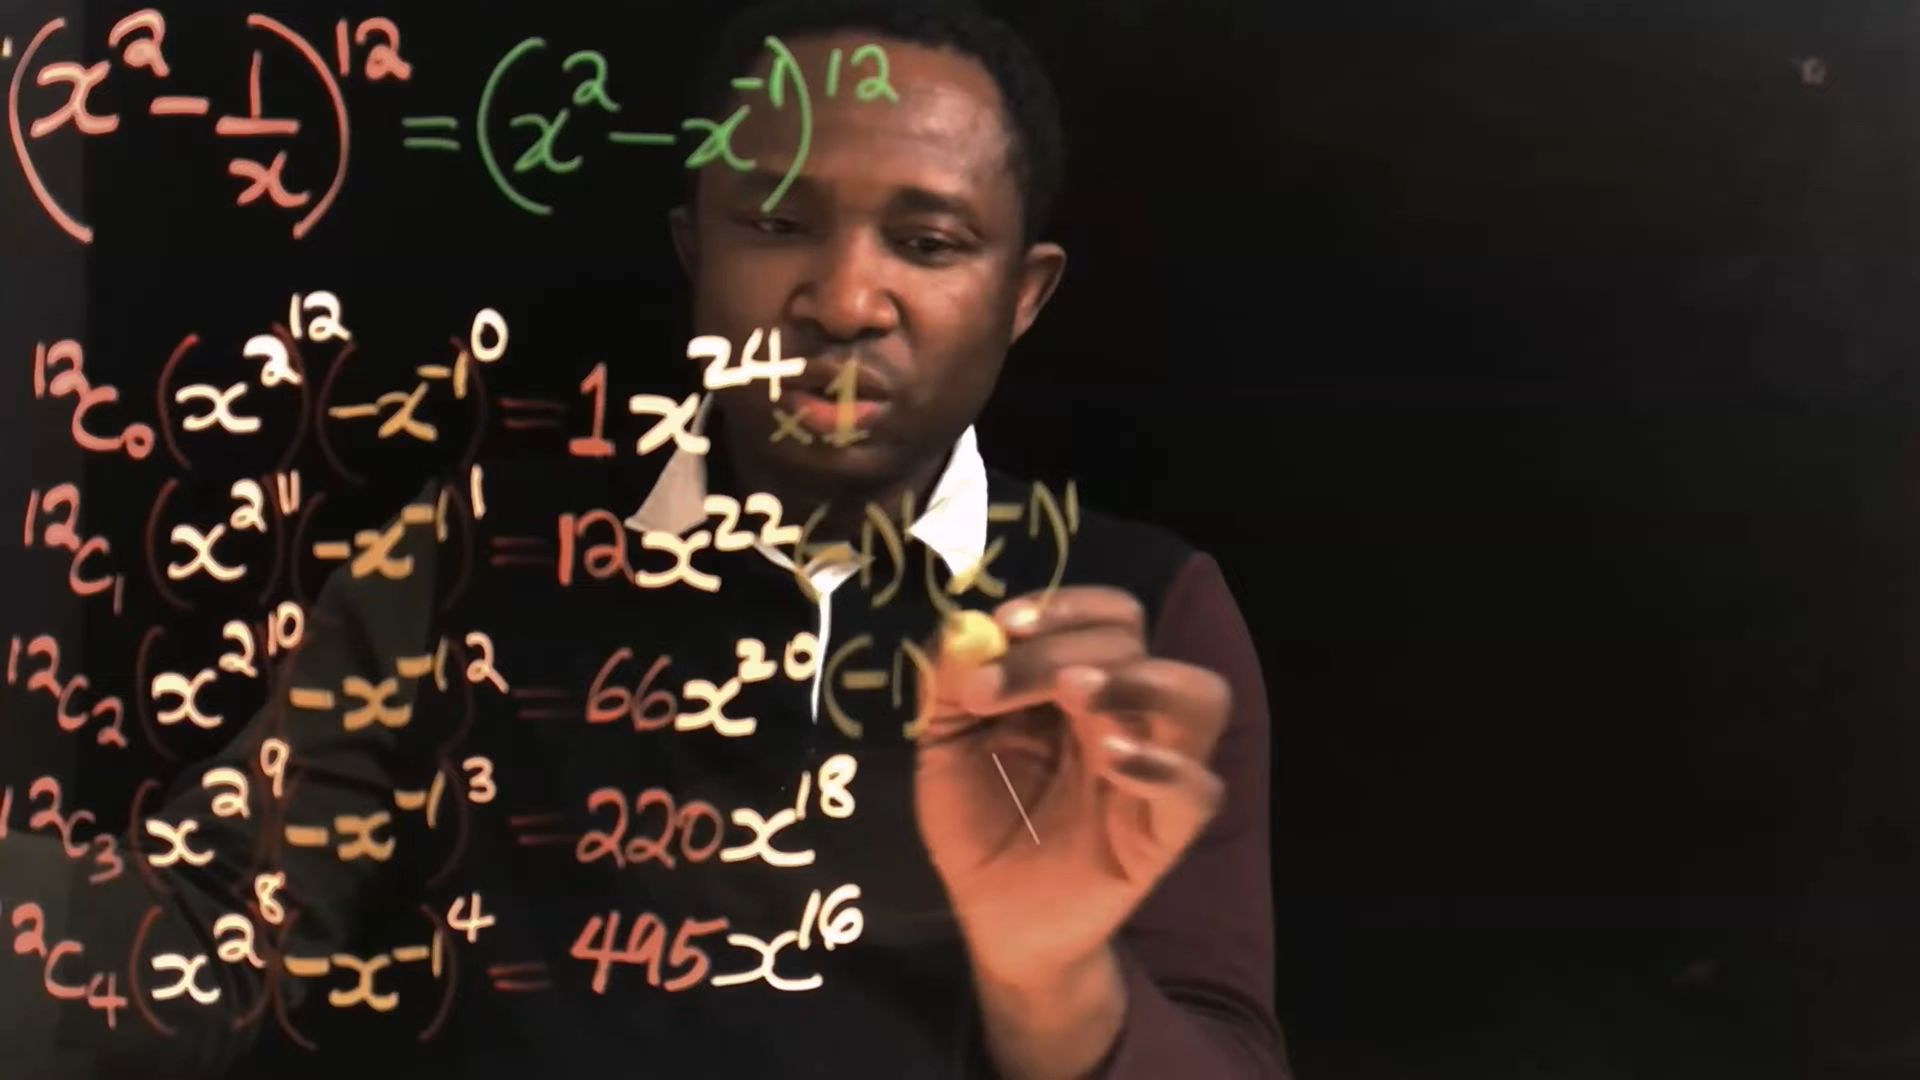 (x² - 1/x)¹² = (x² - x⁻¹)¹²
¹²C₀ (x²)¹² (-x⁻¹)⁰ = 1x²⁴ × 1
¹²C₁ (x²)¹¹ (-x⁻¹)¹ = 12x²² (-1)¹ (x⁻¹)¹
¹²C₂ (x²)¹⁰ (-x⁻¹)² = 66x²⁰ (-1)
¹²C₃ (x²)⁹ (-x⁻¹)³ = 220x¹⁸
¹²C₄ (x²)⁸ (-x⁻¹)⁴ = 495x¹⁶